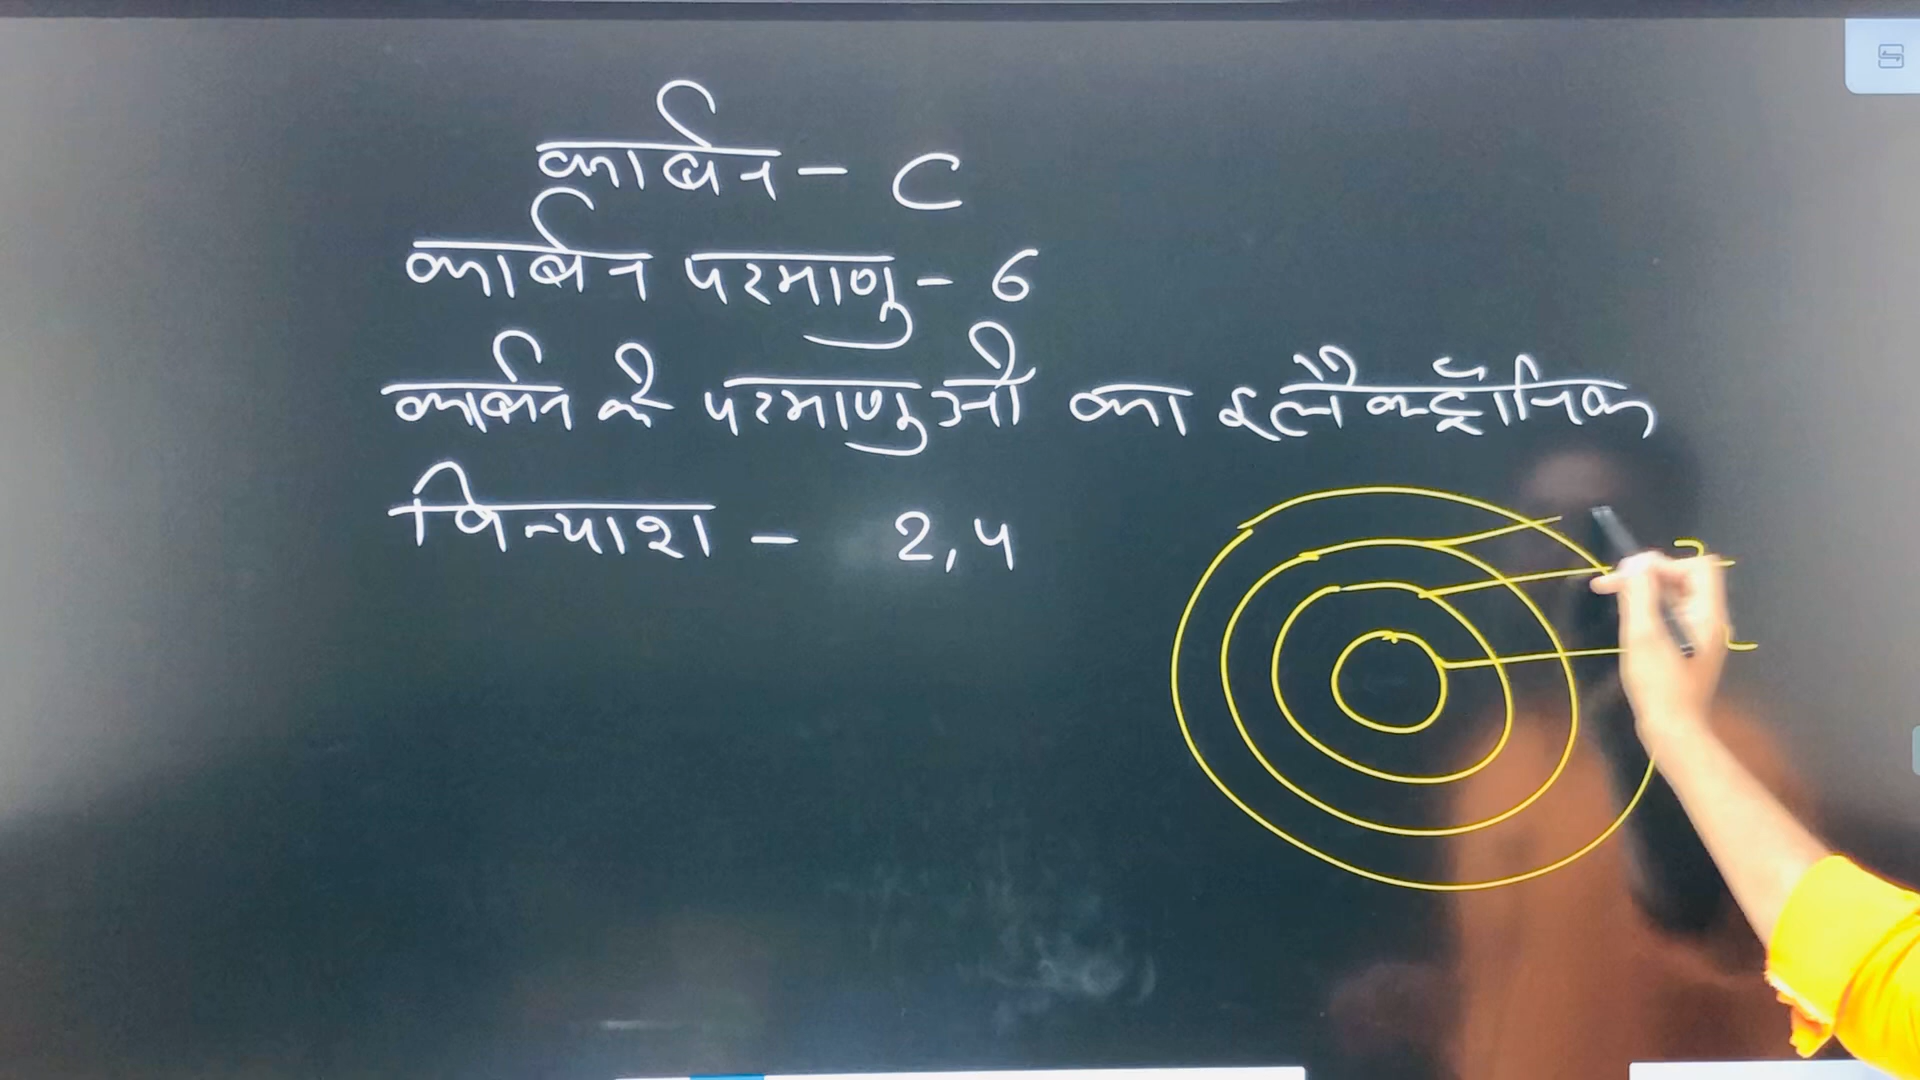 कार्बन - C
कार्बन परमाणु - 6
कार्बन के परमाणुओ का इलैक्ट्रॉनिक
विन्याश - 2,4